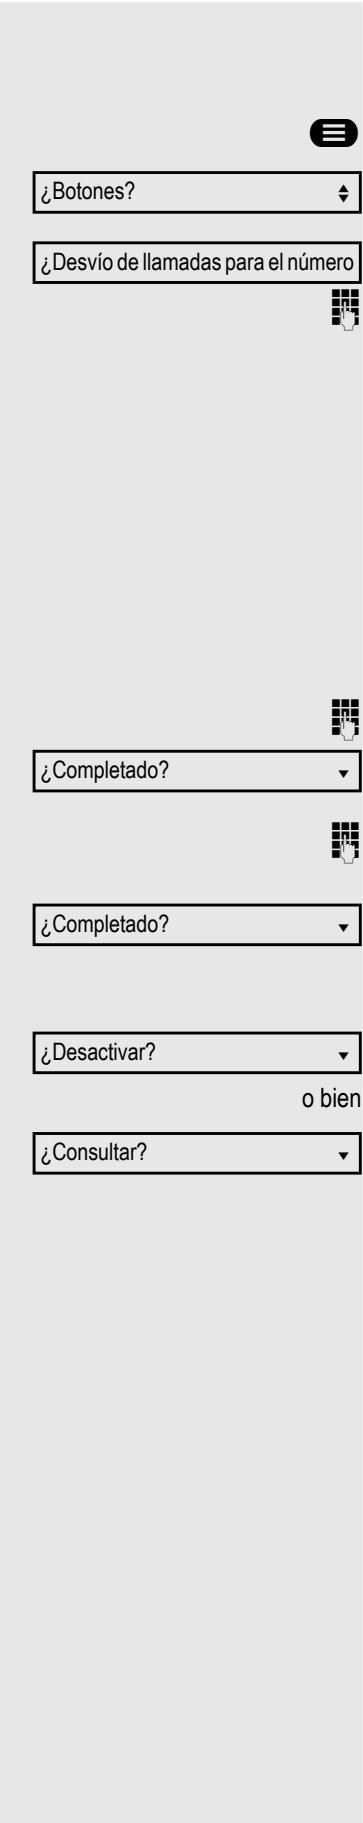 ¿Botones?
¿Desvío de llamadas para el número
¿Completado?
¿Completado?
¿Desactivar?
o bien
¿Consultar?